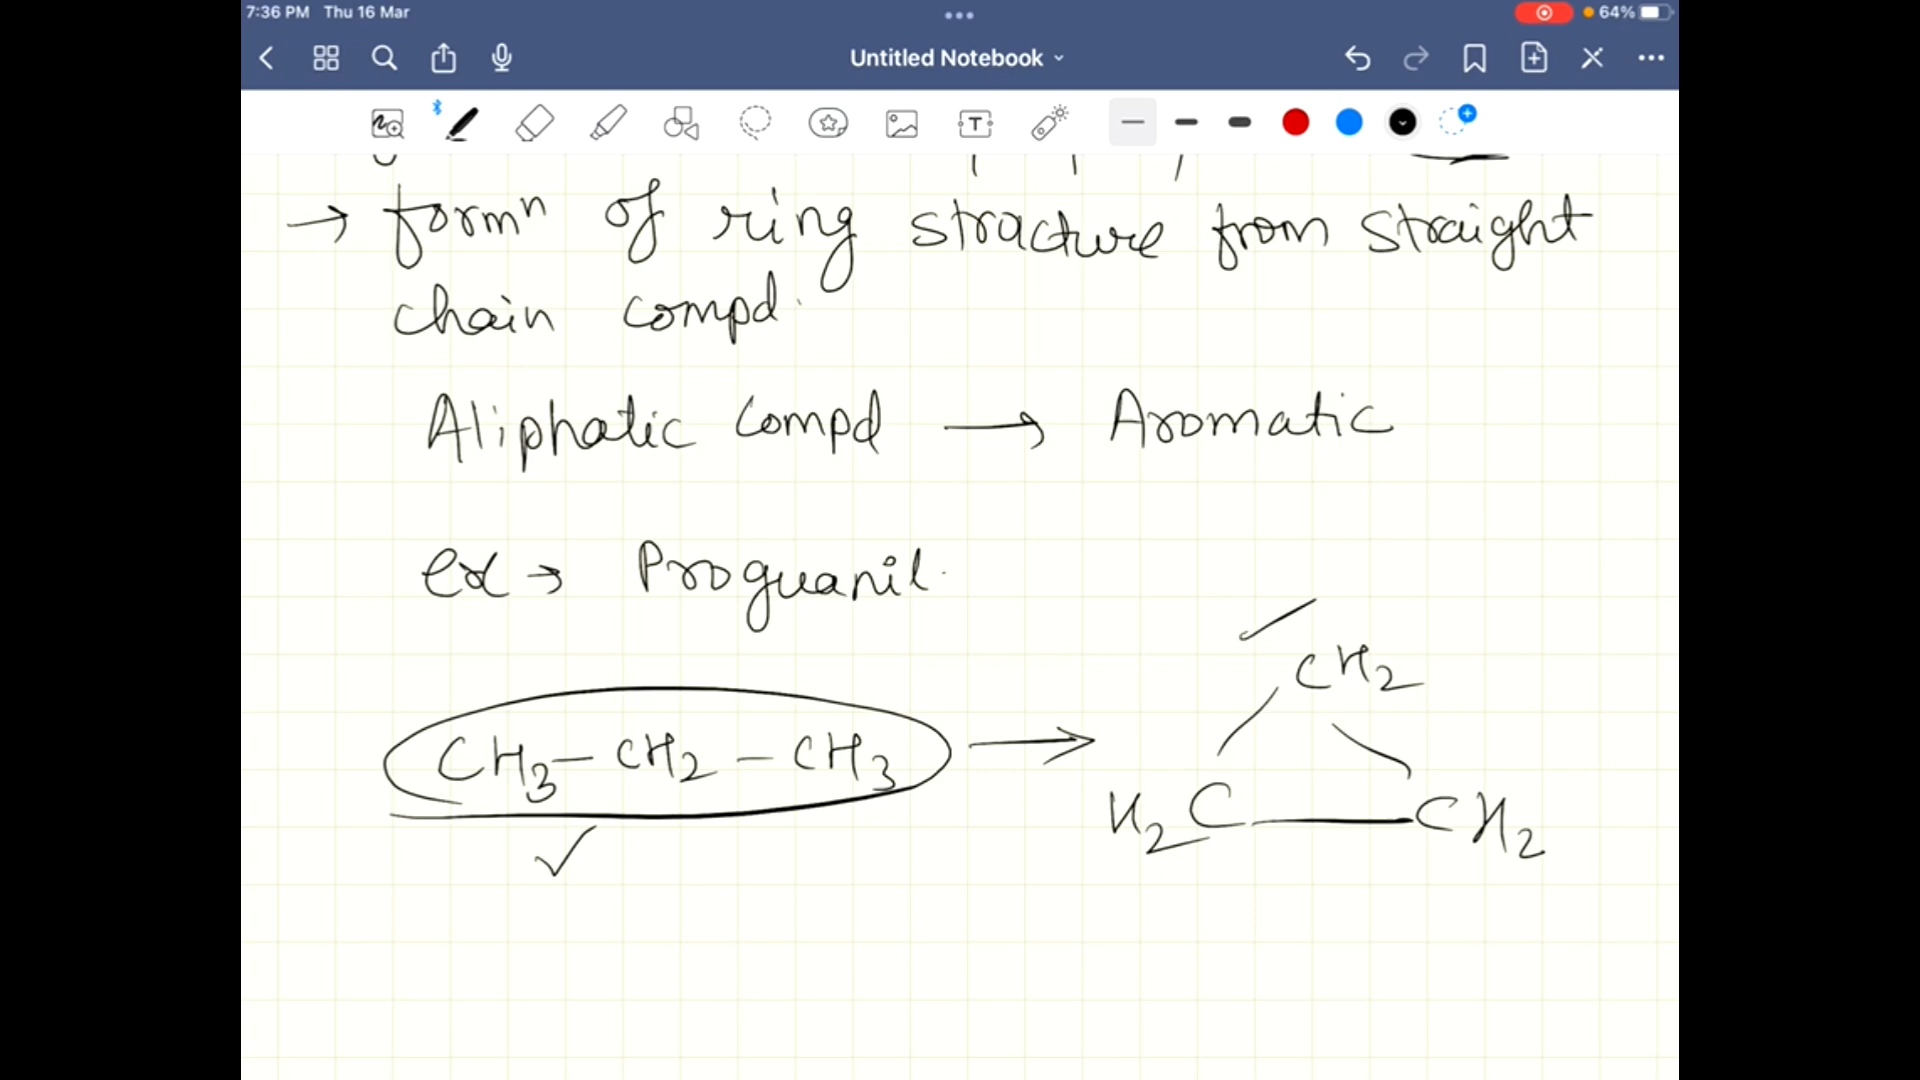 7:36 PM Thu 16 Mar
64%
Untitled Notebook
T
→ formⁿ of ring structure from straight
chain compd.
Aliphatic compd → Aromatic
ex → Proguanil.
CH2
CH3 - CH2 - CH3 →
H2C — CH2